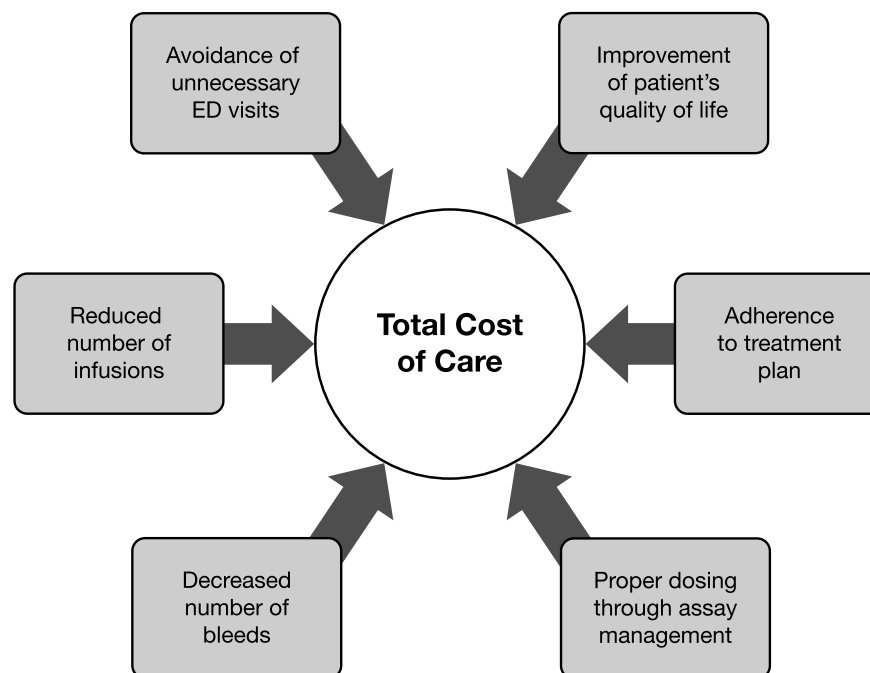 Avoidance of
unnecessary
ED visits
Improvement
of patient’s
quality of life
Reduced
number of
infusions
Total Cost
of Care
Adherence
to treatment
plan
Decreased
number of
bleeds
Proper dosing
through assay
management